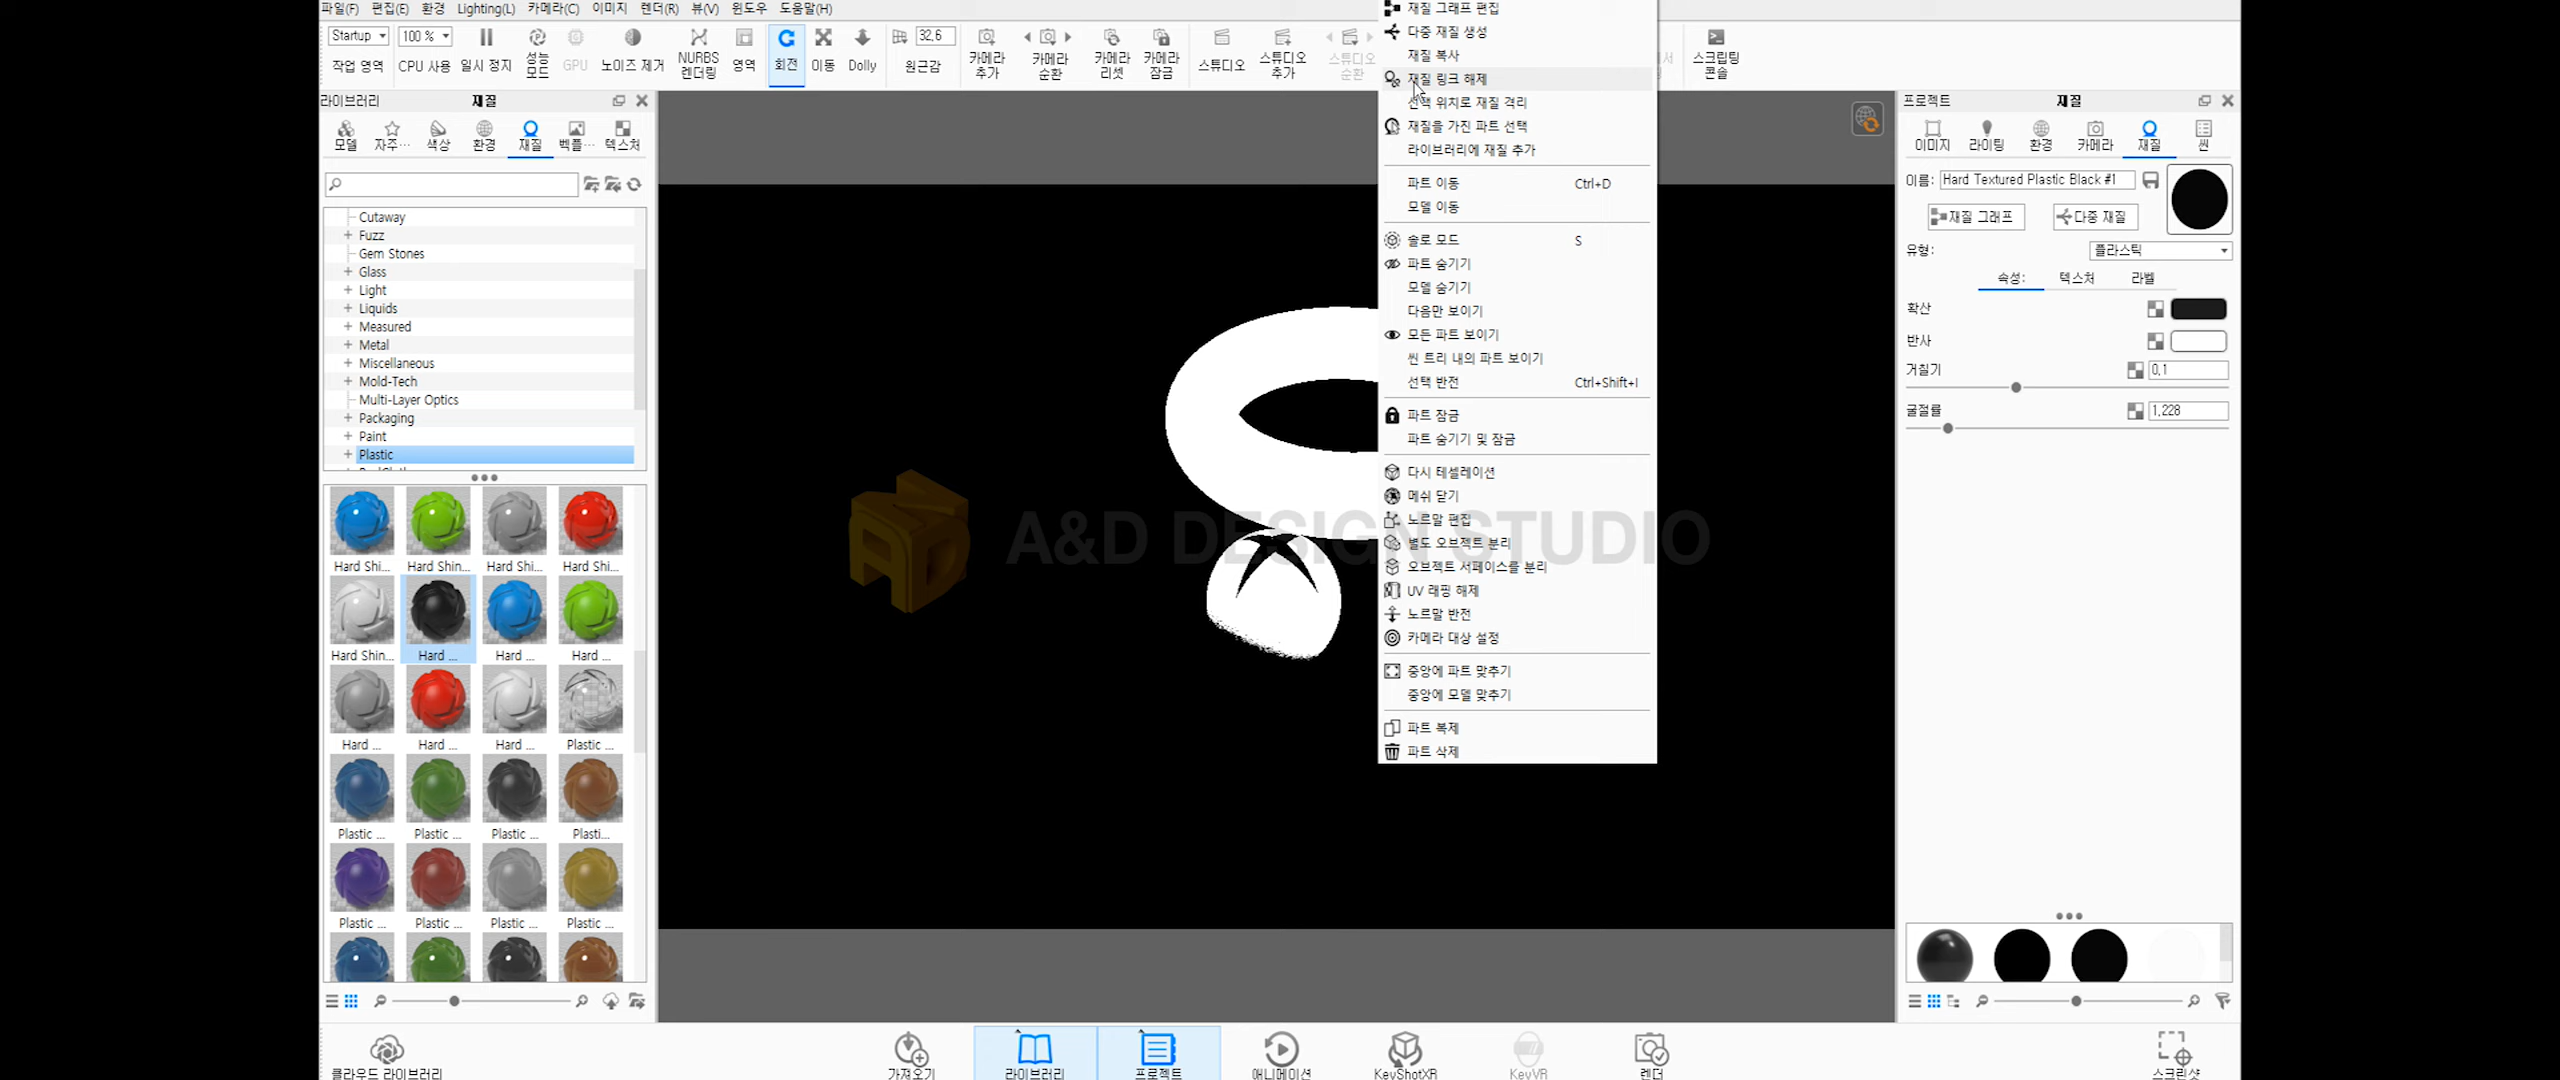 파일(F) 편집(E) 환경 Lighting(L) 카메라(C) 이미지 렌더(R) 뷰(V) 윈도우 도움말(H)
Startup 100 % 32,6
작업 영역 CPU 사용 일시 정지 성능 모드 GPU 노이즈 제거 NURBS 렌더링 영역 회전 이동 Dolly 원근감 카메라 추가 카메라 순환 카메라 리셋 카메라 잠금 스튜디오 스튜디오 추가 스튜디오 순환 스크립팅 콘솔
라이브러리 재질
모델 자주… 색상 환경 재질 백플… 텍스처
Cutaway
Fuzz
Gem Stones
Glass
Light
Liquids
Measured
Metal
Miscellaneous
Mold-Tech
Multi-Layer Optics
Packaging
Paint
Plastic
Hard Shi... Hard Shin... Hard Shi... Hard Shi...
Hard Shin... Hard ... Hard ... Hard ...
Hard ... Hard ... Hard ... Plastic ...
Plastic ... Plastic ... Plastic ... Plasti...
Plastic ... Plastic ... Plastic ... Plastic ...
재질 그래프 편집
다중 재질 생성
재질 복사
재질 링크 해제
선택 위치로 재질 격리
재질을 가진 파트 선택
라이브러리에 재질 추가
파트 이동 Ctrl+D
모델 이동
솔로 모드 S
파트 숨기기
모델 숨기기
다음만 보이기
모든 파트 보이기
씬 트리 내의 파트 보이기
선택 반전 Ctrl+Shift+I
파트 잠금
파트 숨기기 및 잠금
다시 테셀레이션
메쉬 닫기
노르말 편집
별도 오브젝트 분리
오브젝트 서페이스를 분리
UV 래핑 해제
노르말 반전
카메라 대상 설정
중앙에 파트 맞추기
중앙에 모델 맞추기
파트 복제
파트 삭제
A&D DESIGN STUDIO
프로젝트 재질
이미지 라이팅 환경 카메라 재질 씬
이름: Hard Textured Plastic Black #1
재질 그래프 다중 재질
유형: 플라스틱
속성: 텍스처 라벨
확산
반사
거칠기 0,1
굴절률 1,228
클라우드 라이브러리 가져오기 라이브러리 프로젝트 애니메이션 KeyShotXR KeyVR 렌더 스크린샷